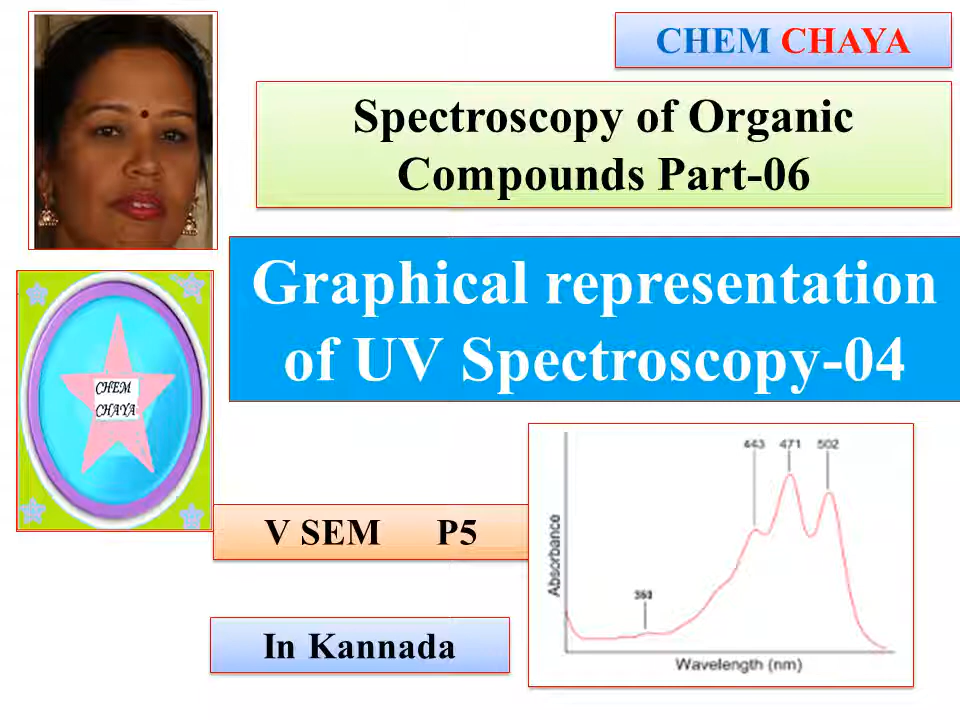 CHEM CHAYA
Spectroscopy of Organic
Compounds Part-06
Graphical representation
of UV Spectroscopy-04
CHEM
CHAYA
V SEM P5
In Kannada
443 471 502
Absorbance
Wavelength (nm)